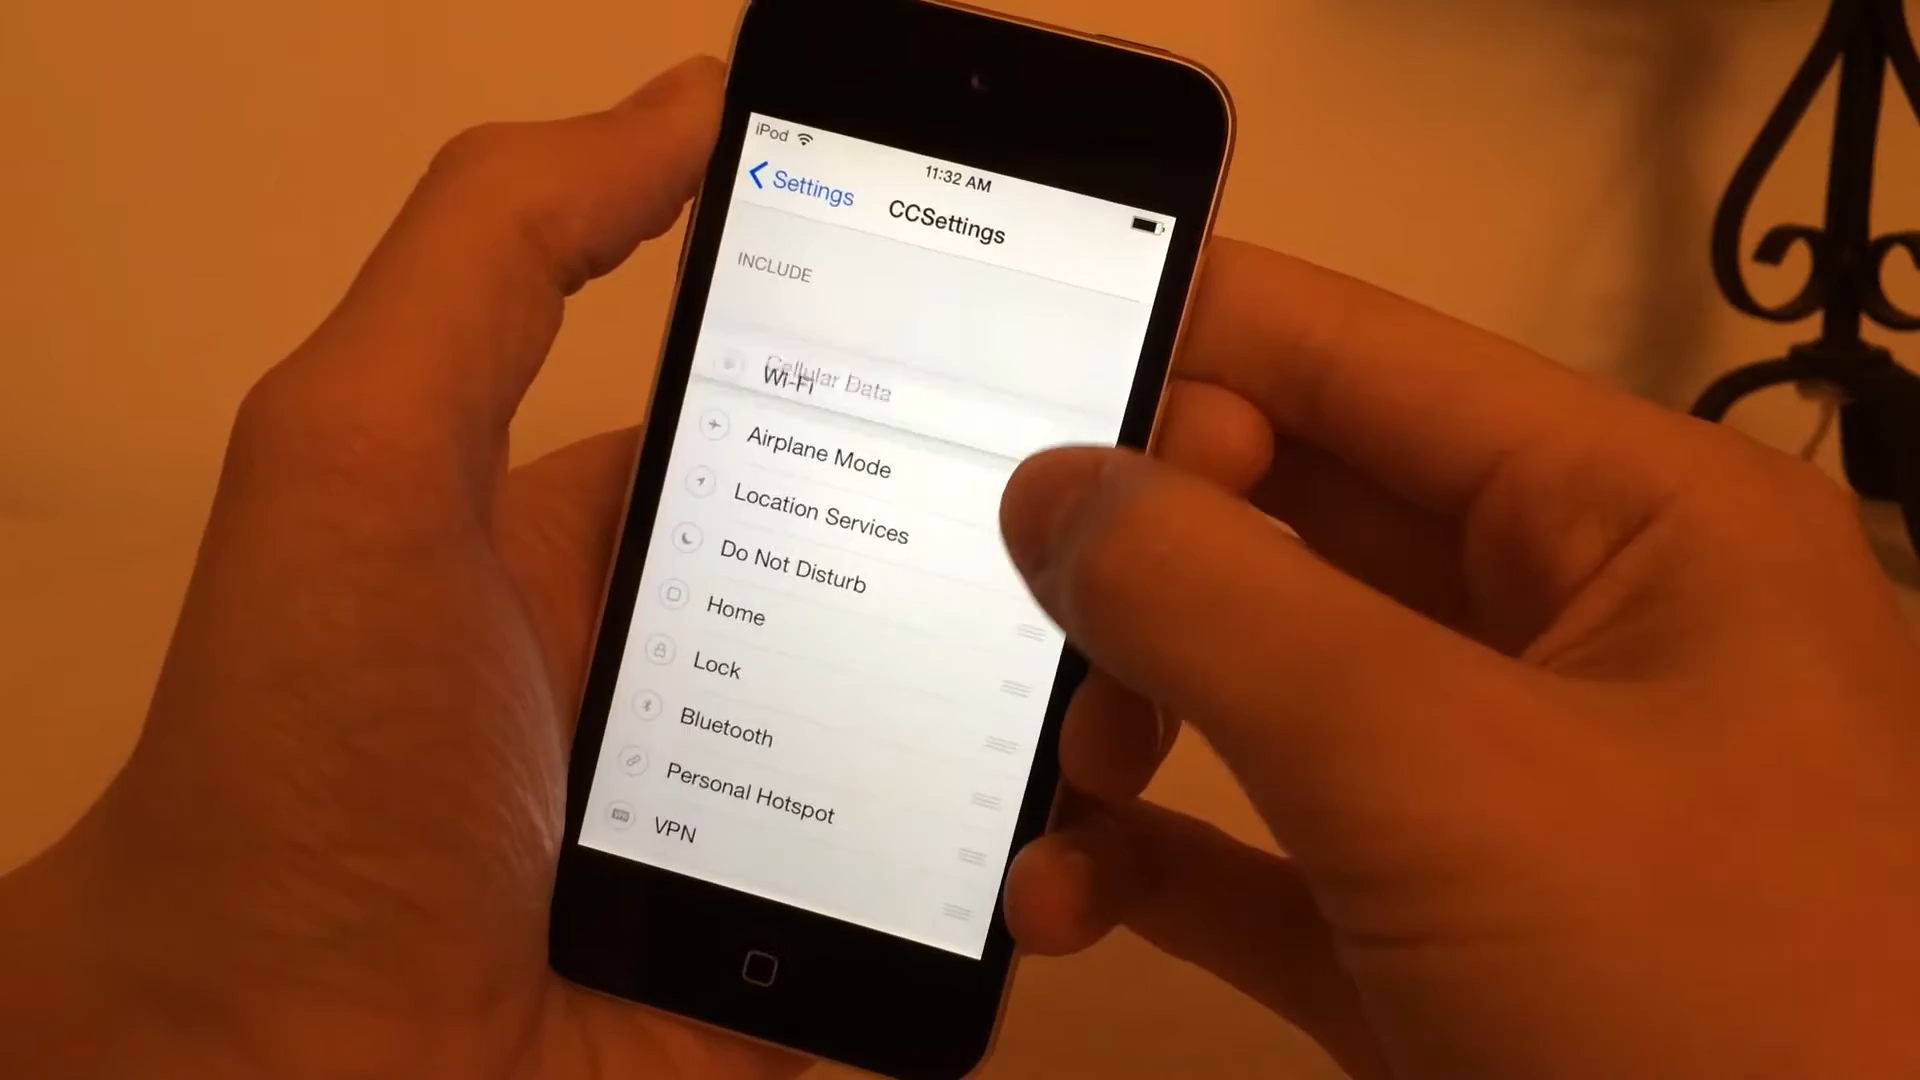 iPod
11:32 AM
Settings
CCSettings
INCLUDE
Cellular Data
Wi-Fi
Airplane Mode
Location Services
Do Not Disturb
Home
Lock
Bluetooth
Personal Hotspot
VPN
VPN